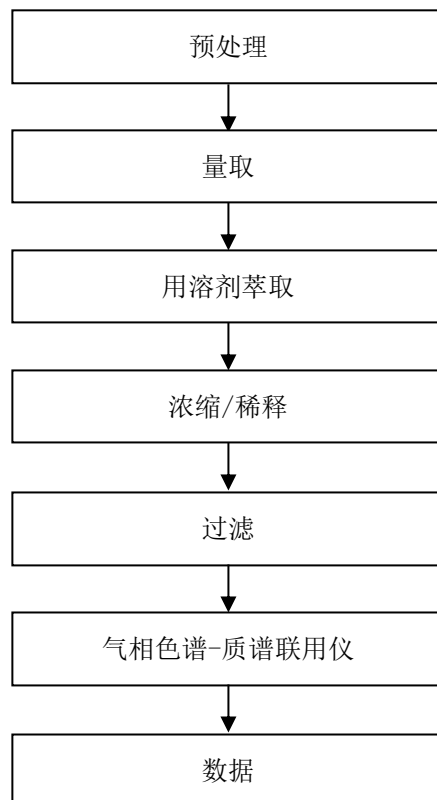 预处理
量取
用溶剂萃取
浓缩/稀释
过滤
气相色谱-质谱联用仪
数据